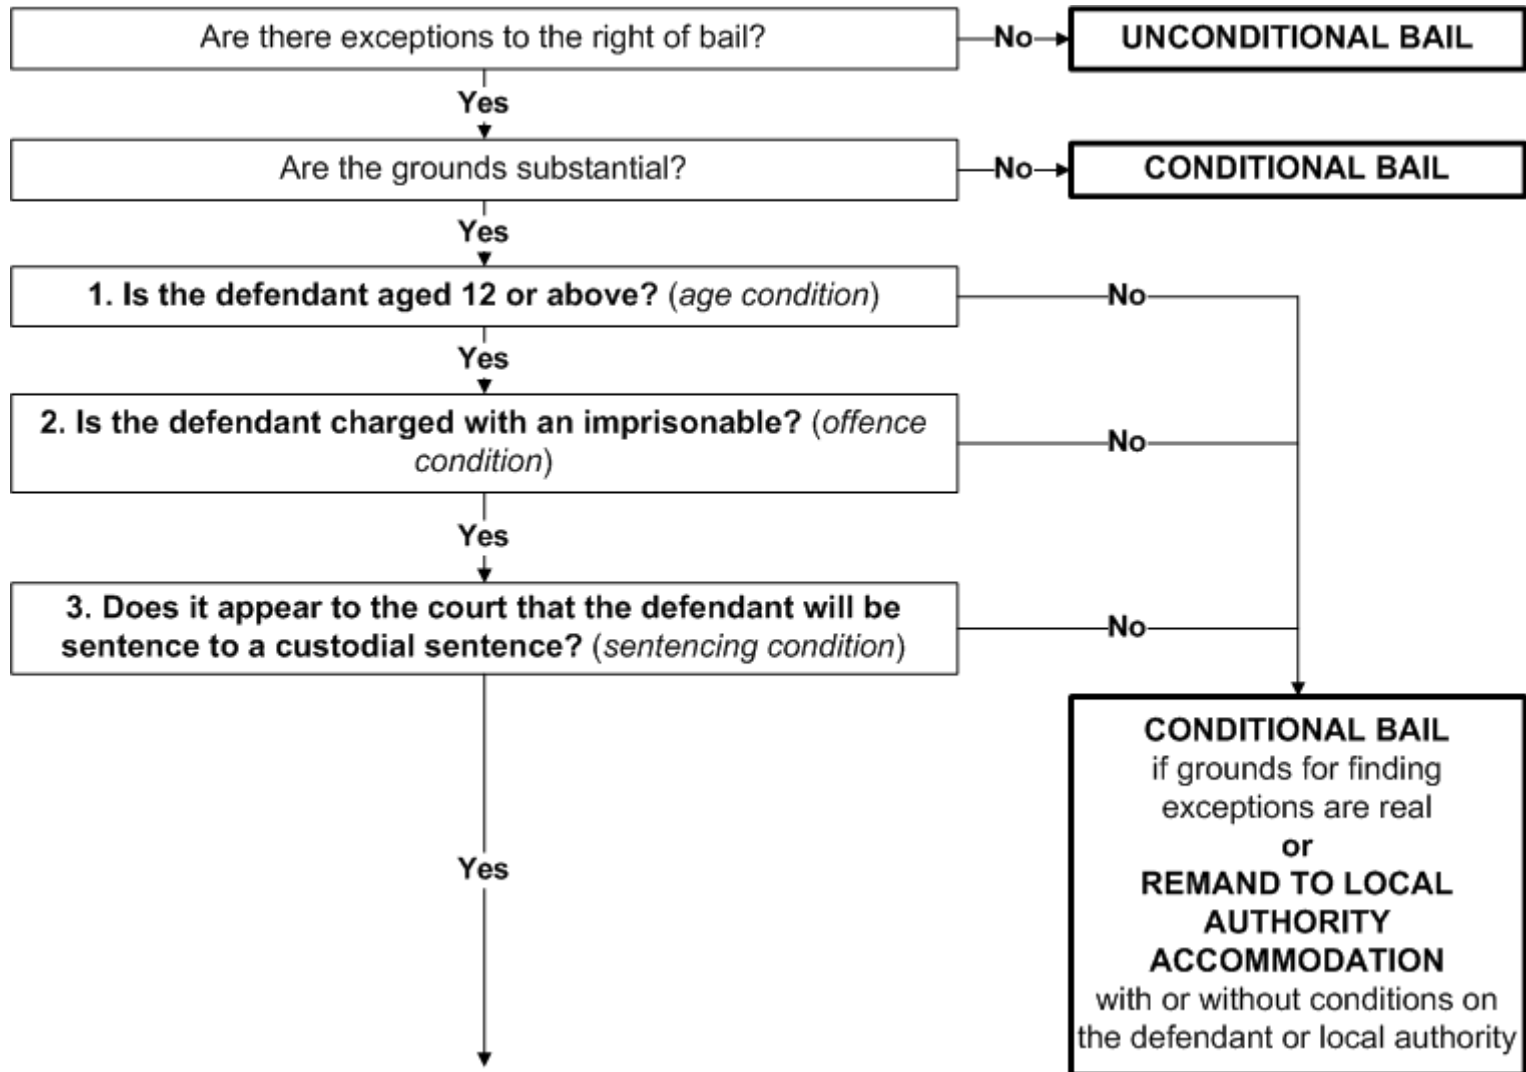 Are there exceptions to the right of bail?
No
UNCONDITIONAL BAIL
Yes
Are the grounds substantial?
No
CONDITIONAL BAIL
Yes
1. Is the defendant aged 12 or above? (age condition)
No
Yes
2. Is the defendant charged with an imprisonable? (offence
condition)
No
Yes
3. Does it appear to the court that the defendant will be
sentence to a custodial sentence? (sentencing condition)
No
Yes
CONDITIONAL BAIL
if grounds for finding
exceptions are real
or
REMAND TO LOCAL
AUTHORITY
ACCOMMODATION
with or without conditions on
the defendant or local authority